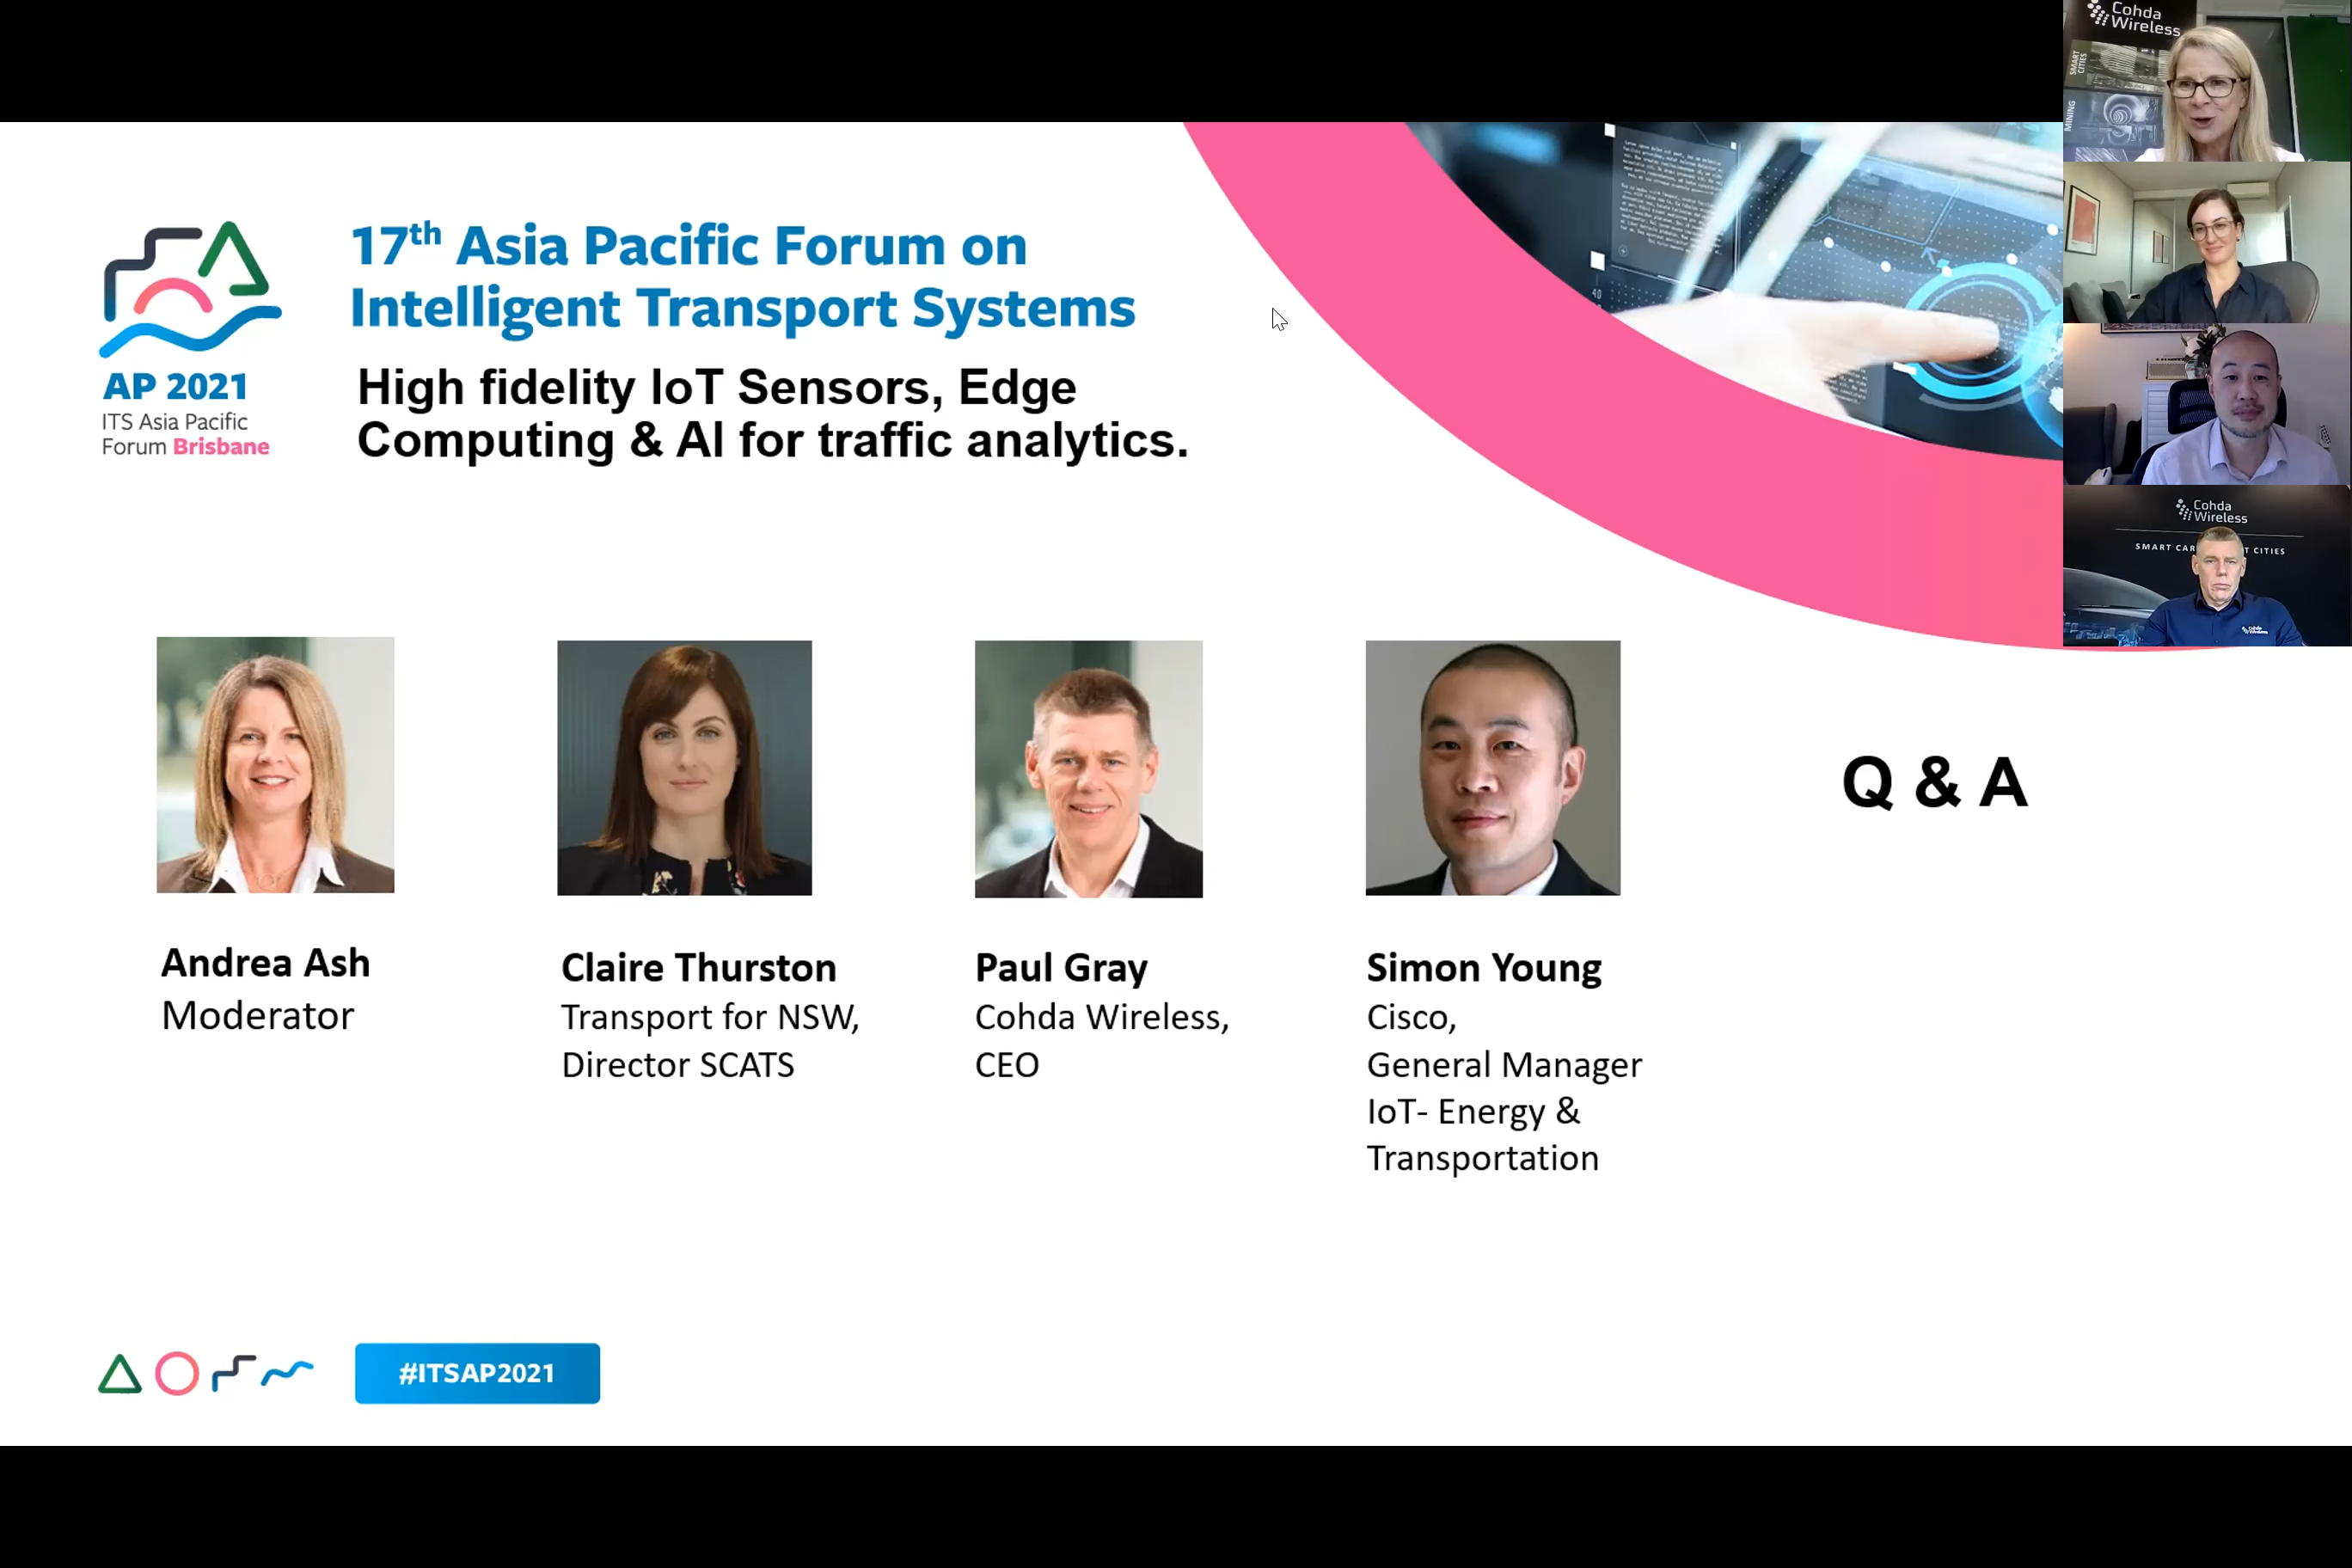 17th Asia Pacific Forum on
Intelligent Transport Systems
High fidelity IoT Sensors, Edge
Computing & AI for traffic analytics.
AP 2021
ITS Asia Pacific
Forum Brisbane
Cohda
Wireless
SMART
CITIES
MINING
Cohda
Wireless
SMART CAR
T CITIES
Cohda
Wireless
Andrea Ash
Moderator
Claire Thurston
Transport for NSW,
Director SCATS
Paul Gray
Cohda Wireless,
CEO
Simon Young
Cisco,
General Manager
IoT- Energy &
Transportation
Q & A
#ITSAP2021